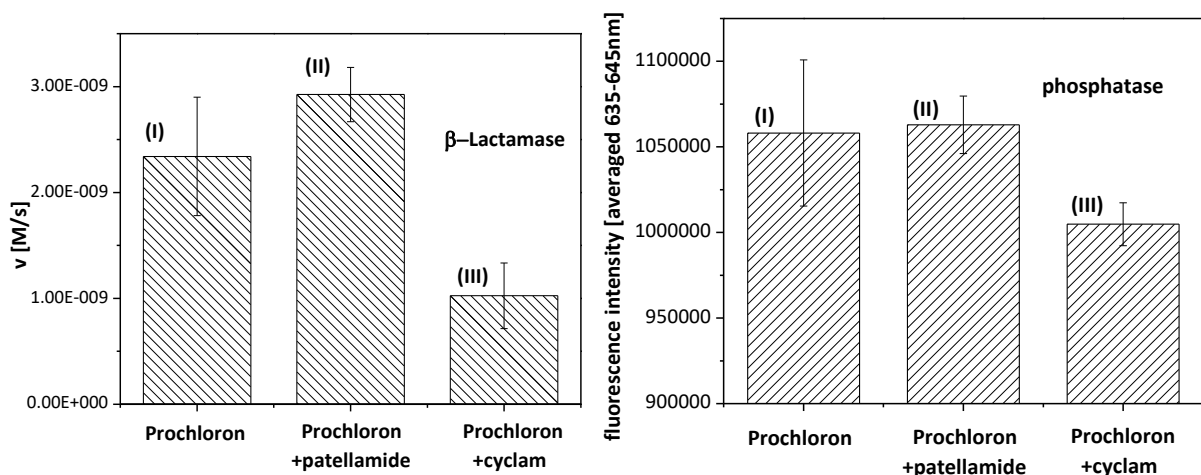 3.00E-009
2.00E-009
1.00E-009
0.00E+000
v [M/s]
(I)
(II)
(III)
β–Lactamase
Prochloron
Prochloron
+patellamide
Prochloron
+cyclam
1100000
1050000
1000000
950000
900000
fluorescence intensity [averaged 635-645nm]
(I)
(II)
(III)
phosphatase
Prochloron
Prochloron
+patellamide
Prochloron
+cyclam